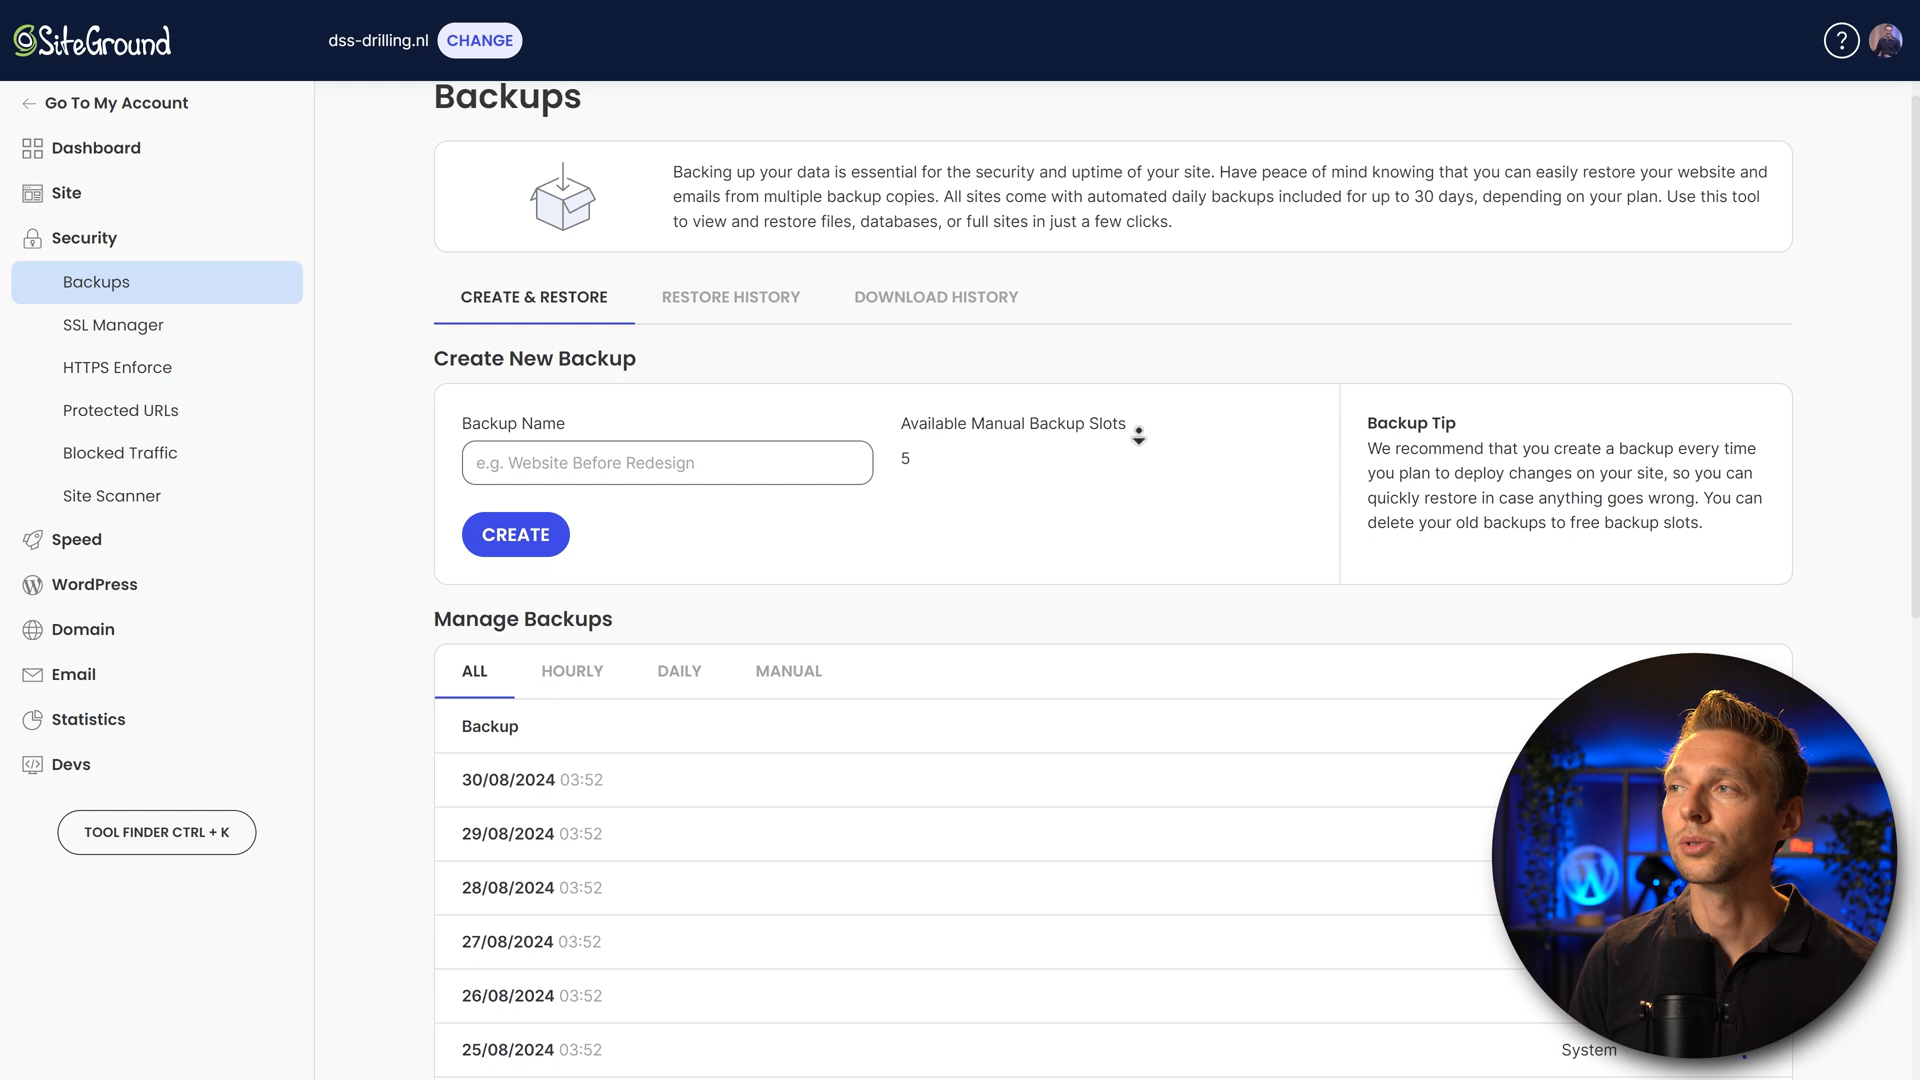 SiteGround
dss-drilling.nl CHANGE
?
Go To My Account
Dashboard
Site
Security
Backups
SSL Manager
HTTPS Enforce
Protected URLs
Blocked Traffic
Site Scanner
Speed
WordPress
Domain
Email
Statistics
Devs
TOOL FINDER CTRL + K
Backups
Backing up your data is essential for the security and uptime of your site. Have peace of mind knowing that you can easily restore your website and
emails from multiple backup copies. All sites come with automated daily backups included for up to 30 days, depending on your plan. Use this tool
to view and restore files, databases, or full sites in just a few clicks.
CREATE & RESTORE RESTORE HISTORY DOWNLOAD HISTORY
Create New Backup
Backup Name
e.g. Website Before Redesign
CREATE
Available Manual Backup Slots
5
Backup Tip
We recommend that you create a backup every time
you plan to deploy changes on your site, so you can
quickly restore in case anything goes wrong. You can
delete your old backups to free backup slots.
Manage Backups
ALL HOURLY DAILY MANUAL
Backup
30/08/2024 03:52
29/08/2024 03:52
28/08/2024 03:52
27/08/2024 03:52
26/08/2024 03:52
25/08/2024 03:52 System